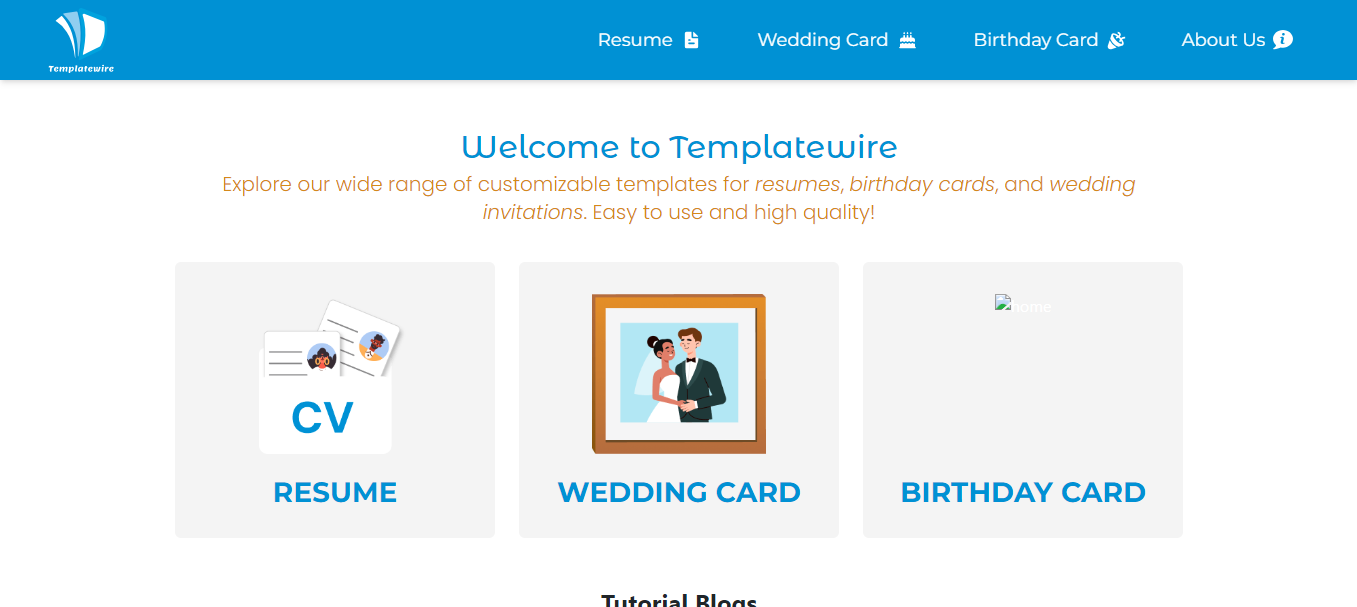 Templatewire
Resume
Wedding Card
Birthday Card
About Us
Welcome to Templatewire
Explore our wide range of customizable templates for resumes, birthday cards, and wedding
invitations. Easy to use and high quality!
home
CV
RESUME
WEDDING CARD
BIRTHDAY CARD
Tutorial Blogs